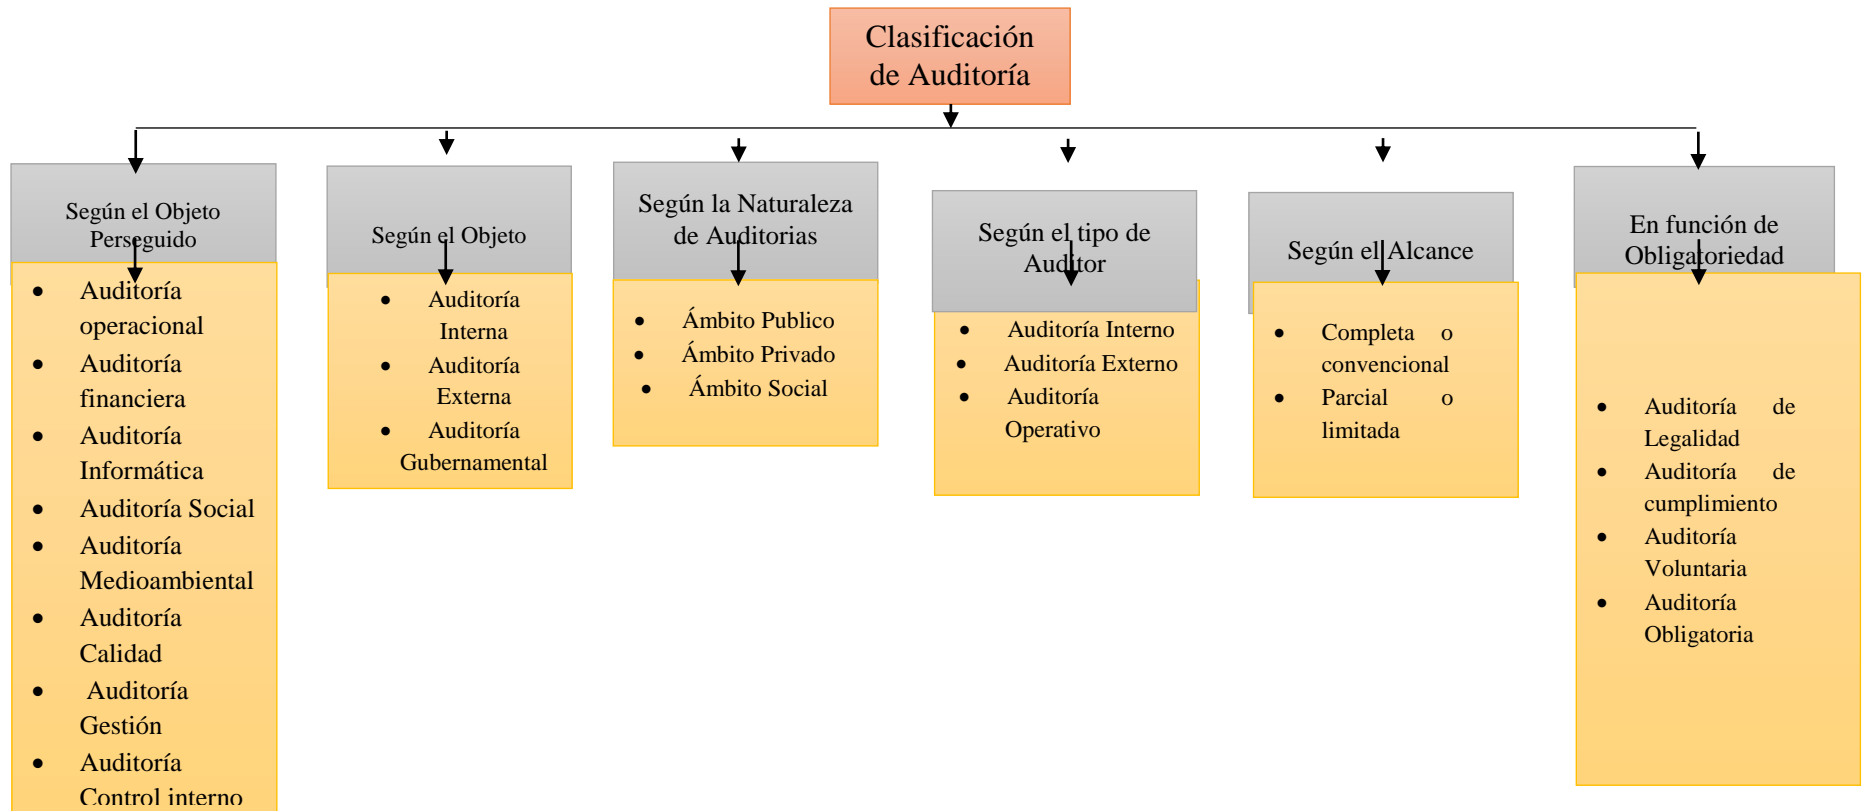 Clasificación
de Auditoría
Según el Objeto
Perseguido
• Auditoría
operacional
• Auditoría
financiera
• Auditoría
Informática
• Auditoría Social
• Auditoría
Medioambiental
• Auditoría
Calidad
• Auditoría
Gestión
• Auditoría
Control interno
Según el Objeto
• Auditoría
Interna
• Auditoría
Externa
• Auditoría
Gubernamental
Según la Naturaleza
de Auditorias
• Ámbito Publico
• Ámbito Privado
• Ámbito Social
Según el tipo de
Auditor
• Auditoría Interno
• Auditoría Externo
• Auditoría
Operativo
Según el Alcance
• Completa o
convencional
• Parcial o
limitada
En función de
Obligatoriedad
• Auditoría de
Legalidad
• Auditoría de
cumplimiento
• Auditoría
Voluntaria
• Auditoría
Obligatoria